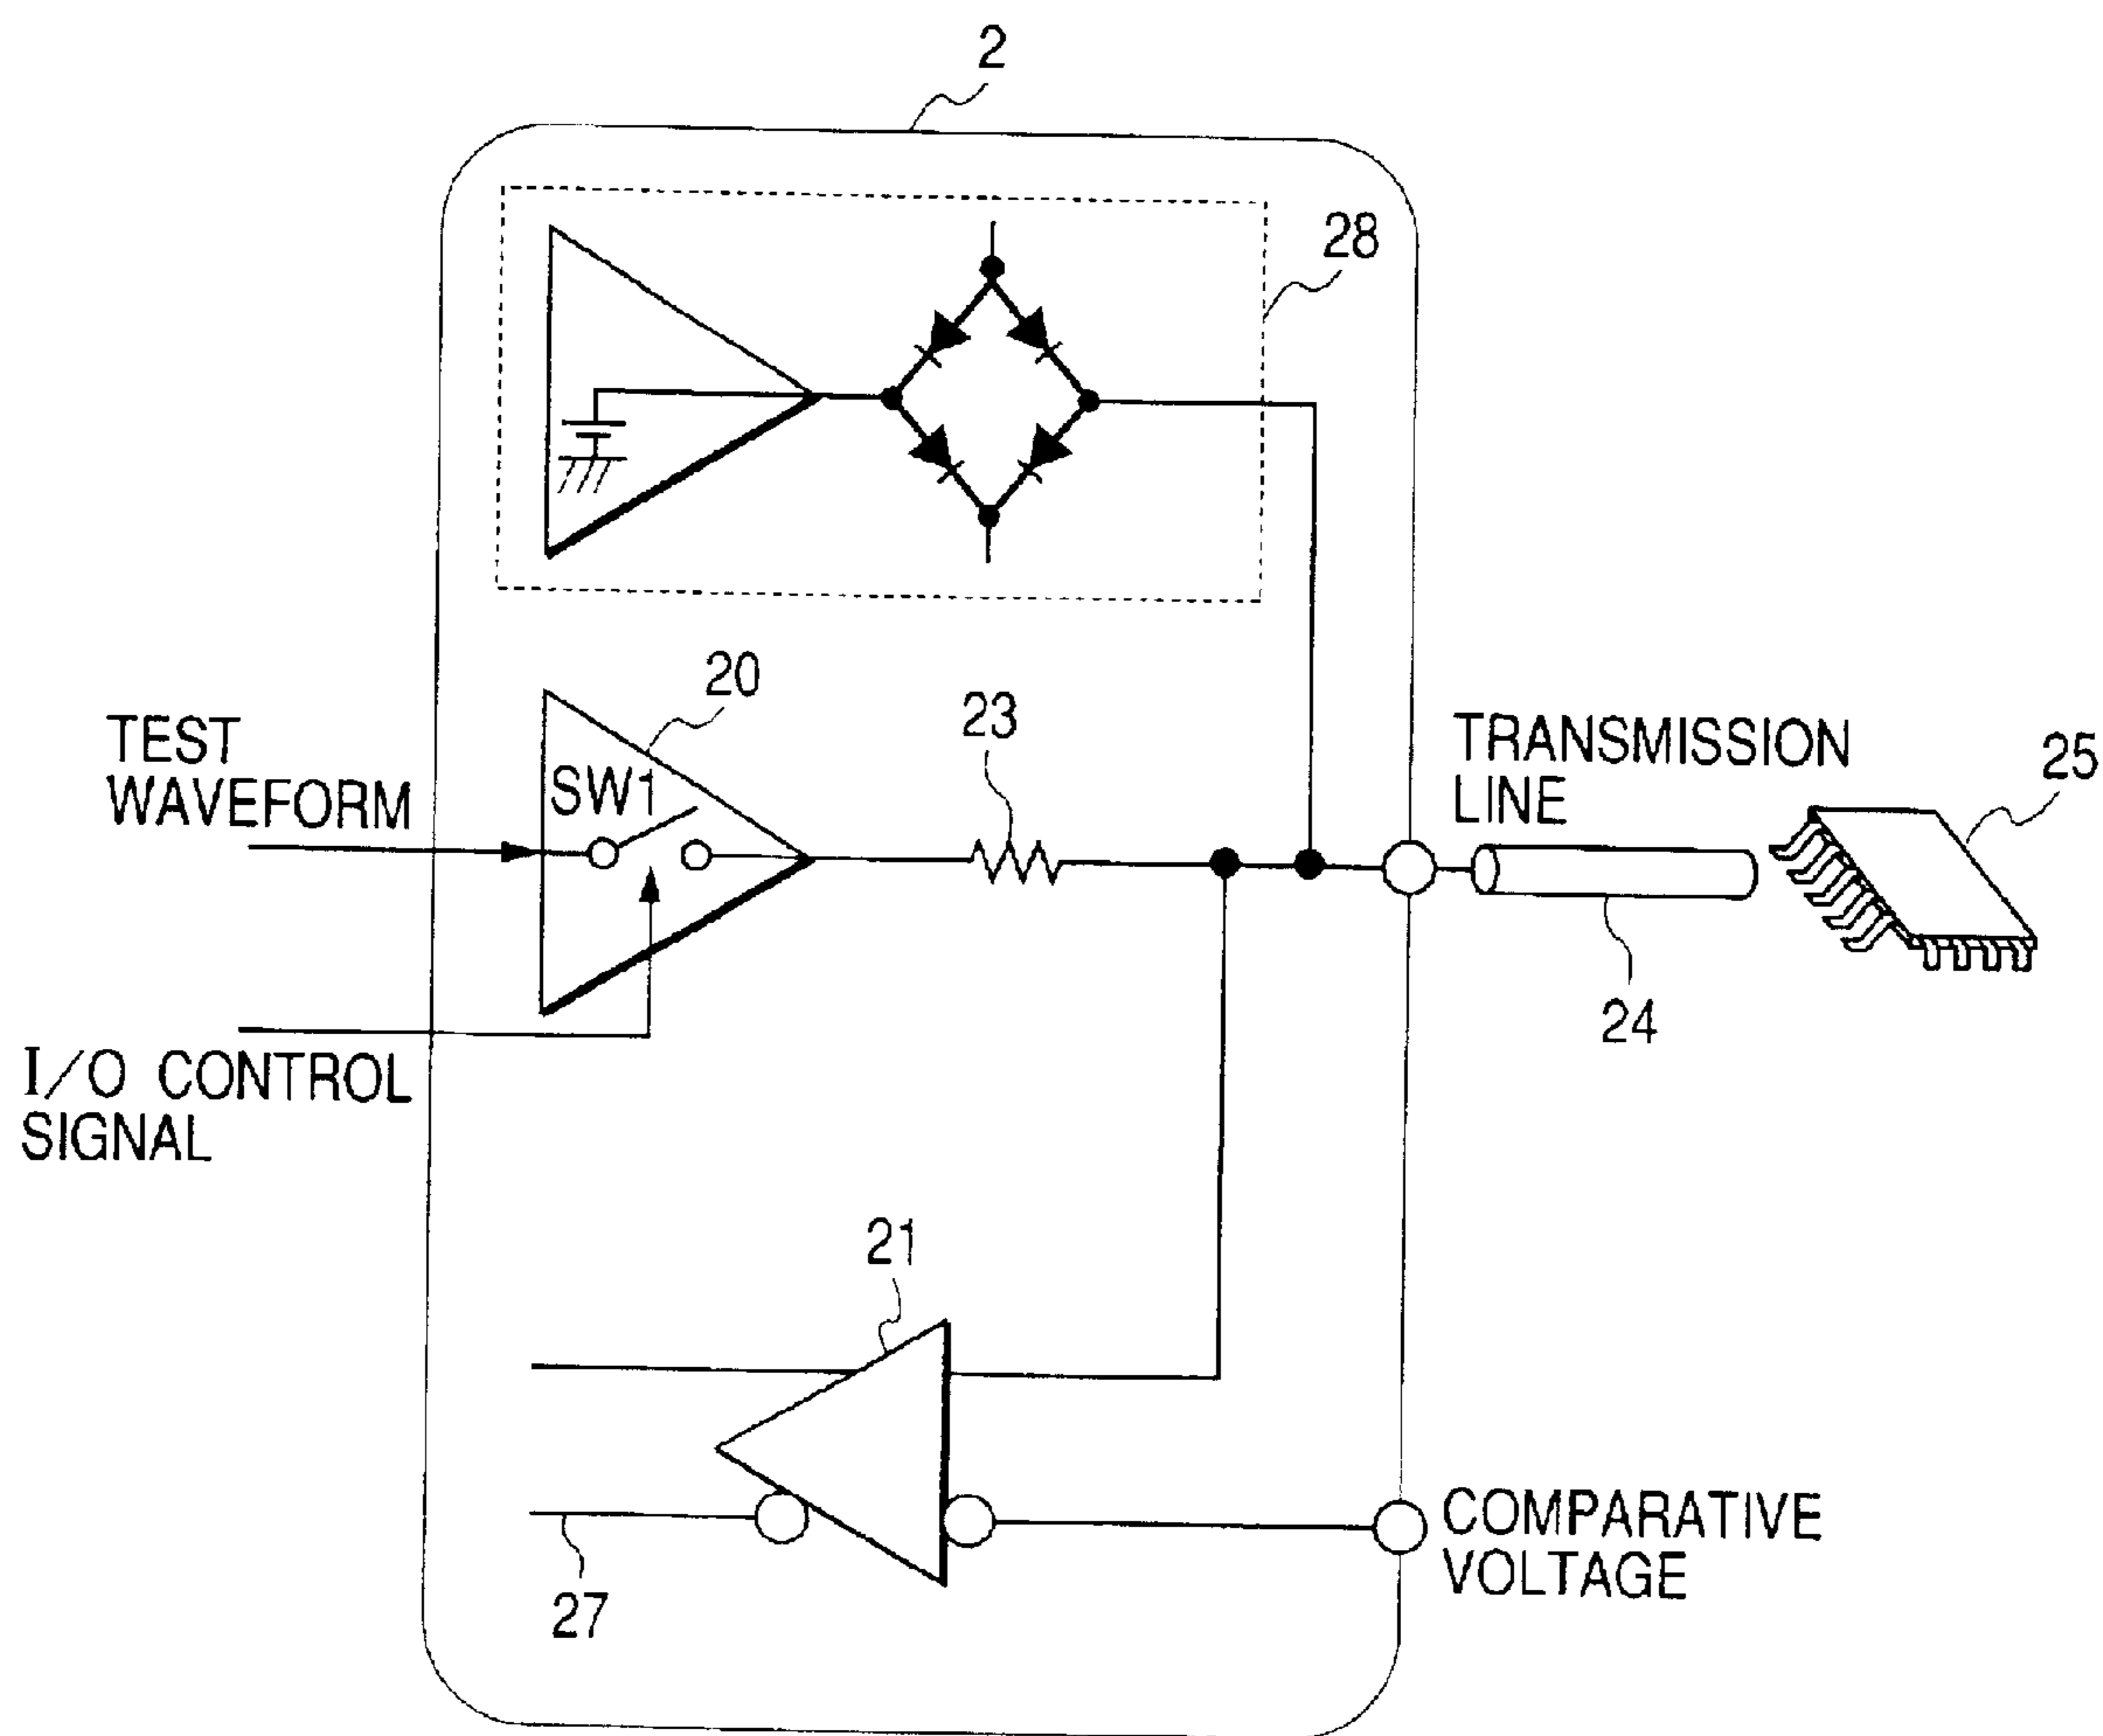 2
28
20
23
TEST
WAVEFORM
SW1
TRANSMISSION
LINE
25
24
I/O CONTROL
SIGNAL
21
COMPARATIVE
VOLTAGE
27